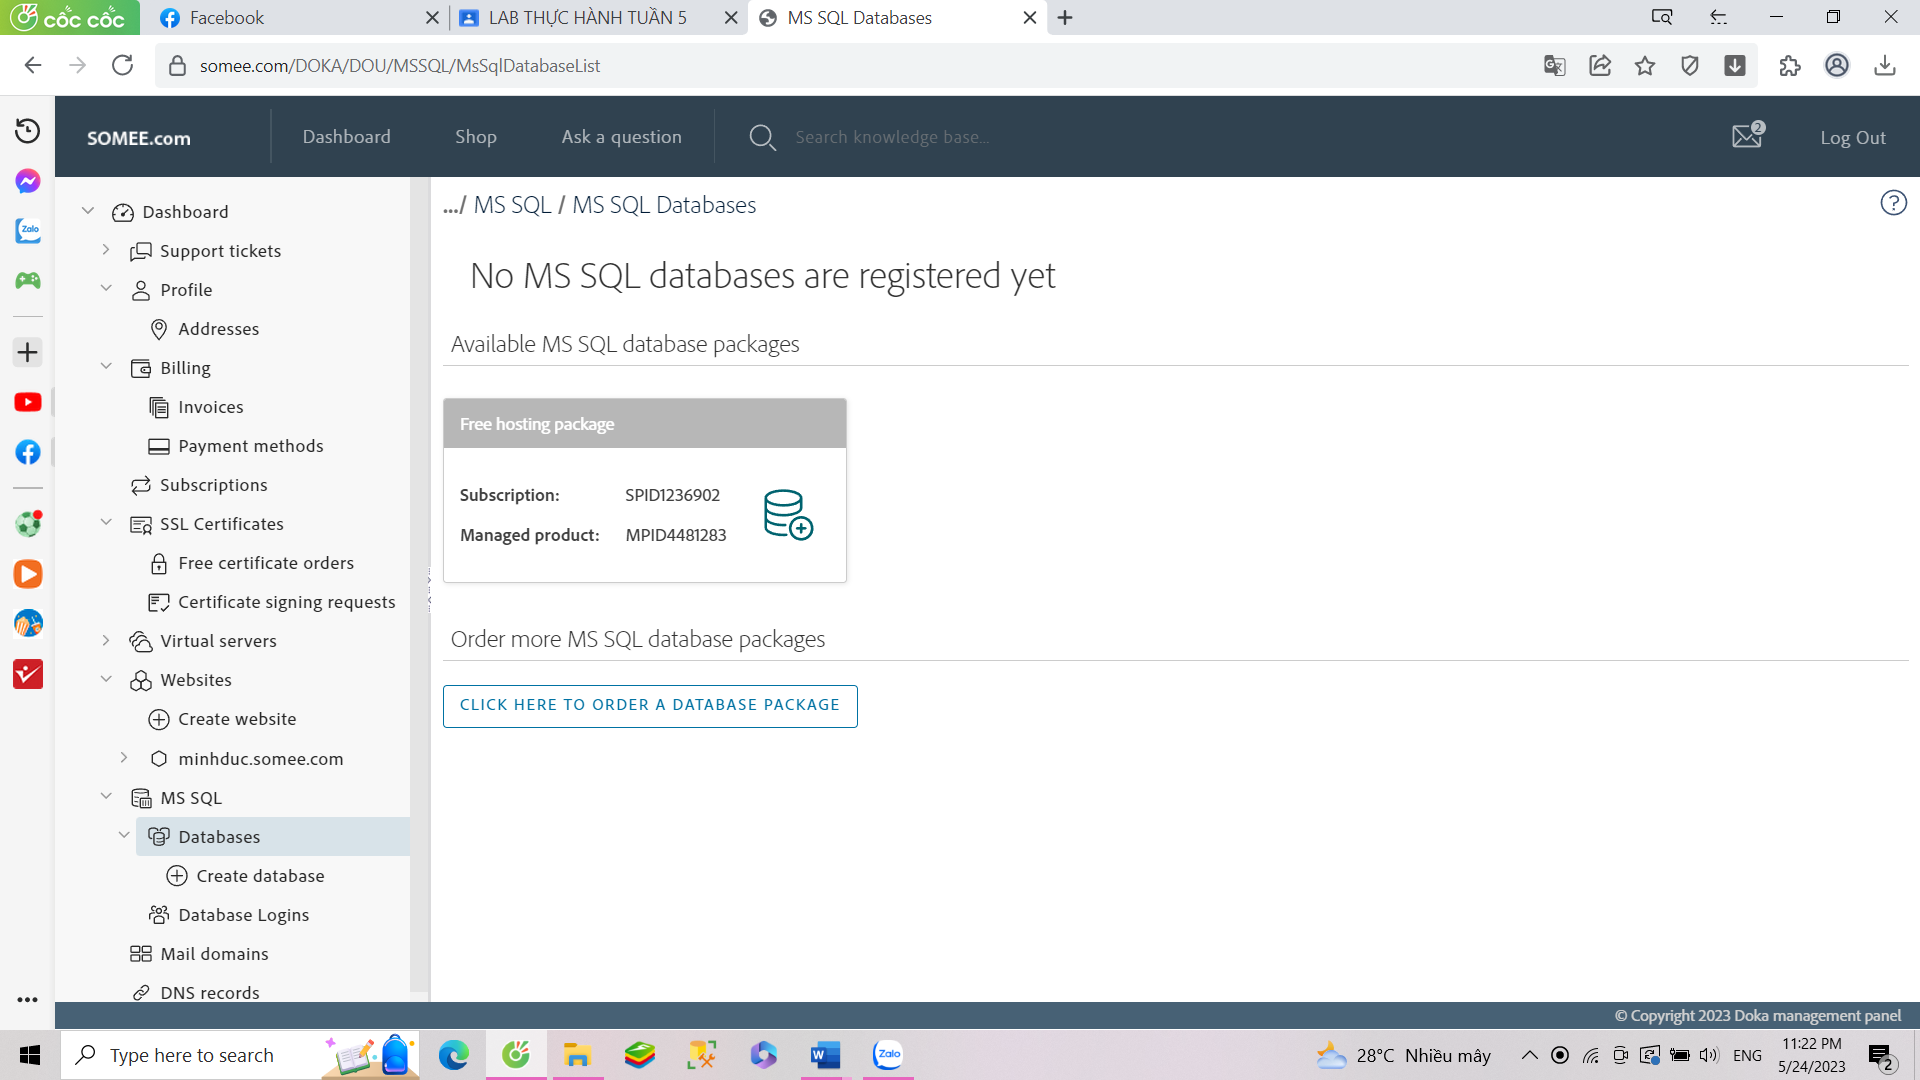 cốc cốc
Facebook
LAB THỰC HÀNH TUẦN 5
MS SQL Databases
somee.com/DOKA/DOU/MSSQL/MsSqlDatabaseList
SOMEE.com
Dashboard
Shop
Ask a question
Search knowledge base...
2
Log Out
Zalo
Dashboard
Support tickets
Profile
Addresses
Billing
Invoices
Payment methods
Subscriptions
SSL Certificates
Free certificate orders
Certificate signing requests
Virtual servers
Websites
Create website
minhduc.somee.com
MS SQL
Databases
Create database
Database Logins
Mail domains
DNS records
.../ MS SQL / MS SQL Databases
No MS SQL databases are registered yet
Available MS SQL database packages
Free hosting package
Subscription: SPID1236902
Managed product: MPID4481283
Order more MS SQL database packages
CLICK HERE TO ORDER A DATABASE PACKAGE
© Copyright 2023 Doka management panel
Type here to search
W
Zalo
28°C Nhiều mây
ENG
11:22 PM
5/24/2023
2